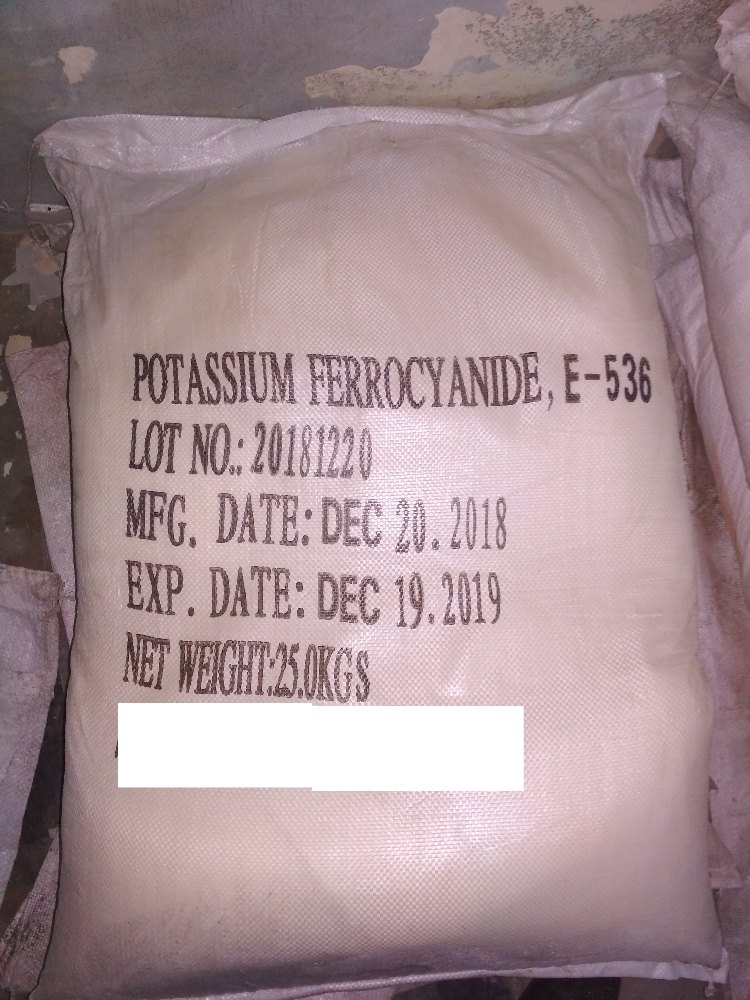 POTASSIUM FERROCYANIDE, E-536
LOT NO.: 20181220
MFG. DATE: DEC 20.2018
EXP. DATE: DEC 19.2019
NET WEIGHT:25.0KGS